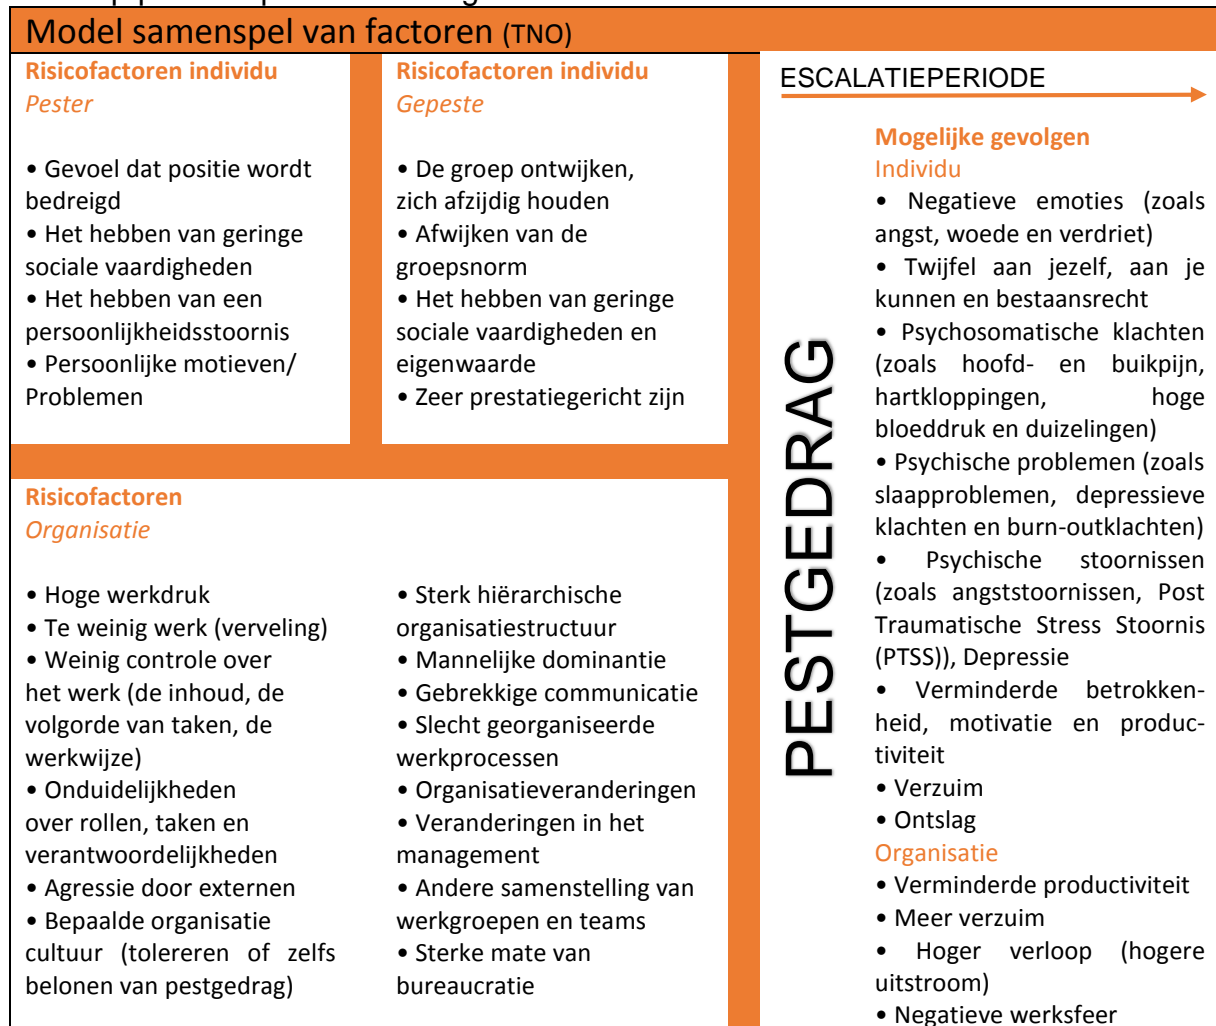 Model samenspel van factoren (TNO)
Risicofactoren individu
Pester
• Gevoel dat positie wordt
bedreigd
• Het hebben van geringe
sociale vaardigheden
• Het hebben van een
persoonlijkheidsstoornis
• Persoonlijke motieven/
Problemen
Risicofactoren individu
Gepeste
• De groep ontwijken,
zich afzijdig houden
• Afwijken van de
groepsnorm
• Het hebben van geringe
sociale vaardigheden en
eigenwaarde
• Zeer prestatiegericht zijn
Risicofactoren
Organisatie
• Hoge werkdruk
• Te weinig werk (verveling)
• Weinig controle over
het werk (de inhoud, de
volgorde van taken, de
werkwijze)
• Onduidelijkheden
over rollen, taken en
verantwoordelijkheden
• Agressie door externen
• Bepaalde organisatie
cultuur (tolereren of zelfs
belonen van pestgedrag)
• Sterk hiërarchische
organisatiestructuur
• Mannelijke dominantie
• Gebrekkige communicatie
• Slecht georganiseerde
werkprocessen
• Organisatieveranderingen
• Veranderingen in het
management
• Andere samenstelling van
werkgroepen en teams
• Sterke mate van
bureaucratie
ESCALATIEPERIODE
PESTGEDRAG
Mogelijke gevolgen
Individu
• Negatieve emoties (zoals
angst, woede en verdriet)
• Twijfel aan jezelf, aan je
kunnen en bestaansrecht
• Psychosomatische klachten
(zoals hoofd- en buikpijn,
hartkloppingen, hoge
bloeddruk en duizelingen)
• Psychische problemen (zoals
slaapproblemen, depressieve
klachten en burn-outklachten)
• Psychische stoornissen
(zoals angststoornissen, Post
Traumatische Stress Stoornis
(PTSS)), Depressie
• Verminderde betrokken-
heid, motivatie en produc-
tiviteit
• Verzuim
• Ontslag
Organisatie
• Verminderde productiviteit
• Meer verzuim
• Hoger verloop (hogere
uitstroom)
• Negatieve werksfeer